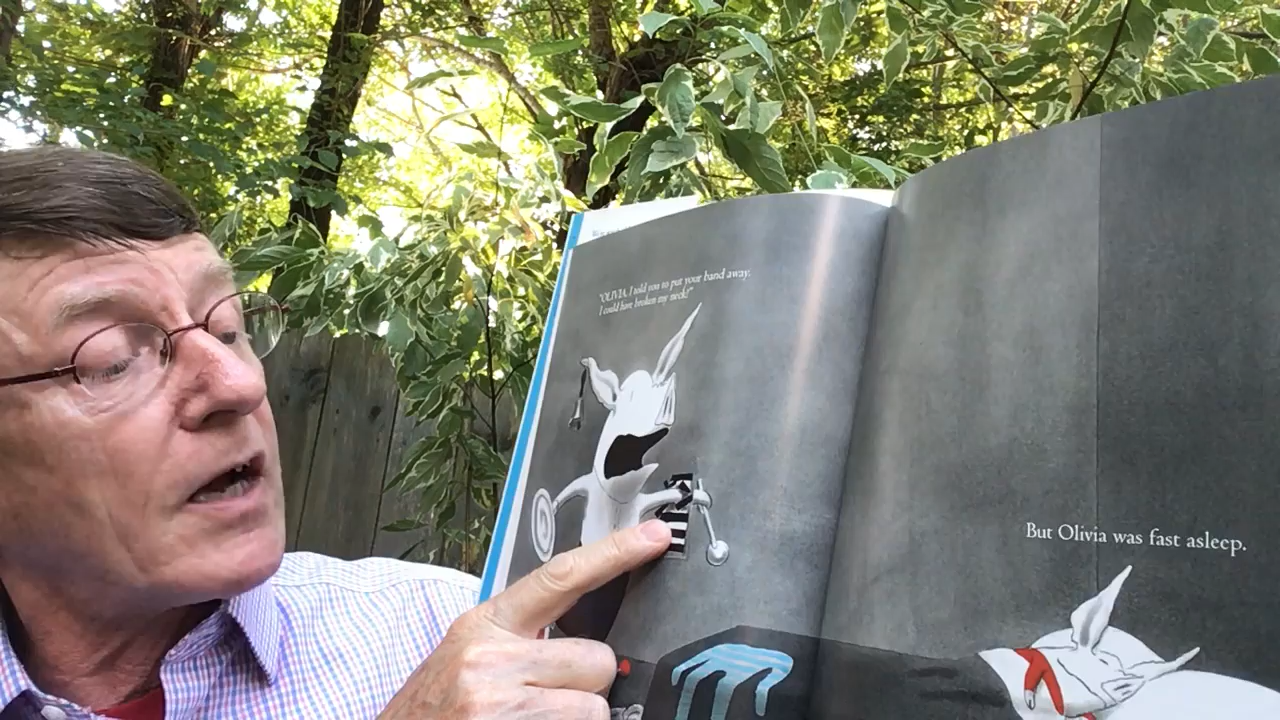 "OLIVIA, I told you to put your band away.
I could have broken my neck!"
But Olivia was fast asleep.